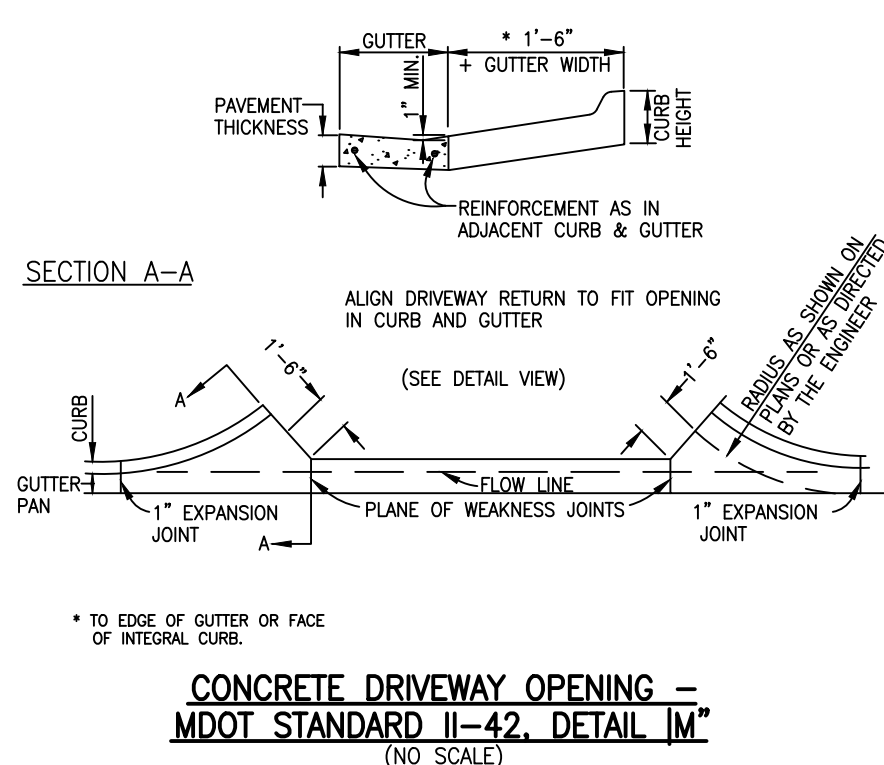 GUTTER
* 1'-6"
+ GUTTER WIDTH
1" MIN.
PAVEMENT
THICKNESS
CURB
HEIGHT
REINFORCEMENT AS IN
ADJACENT CURB & GUTTER
SECTION A-A
ALIGN DRIVEWAY RETURN TO FIT OPENING
IN CURB AND GUTTER
(SEE DETAIL VIEW)
1'-6"
1'-6"
RADIUS AS SHOWN ON
PLANS OR AS DIRECTED
BY THE ENGINEER
A
CURB
GUTTER
PAN
FLOW LINE
1" EXPANSION
JOINT
PLANE OF WEAKNESS JOINTS
1" EXPANSION
JOINT
A
* TO EDGE OF GUTTER OR FACE
OF INTEGRAL CURB.
CONCRETE DRIVEWAY OPENING -
MDOT STANDARD II-42, DETAIL |M"
(NO SCALE)